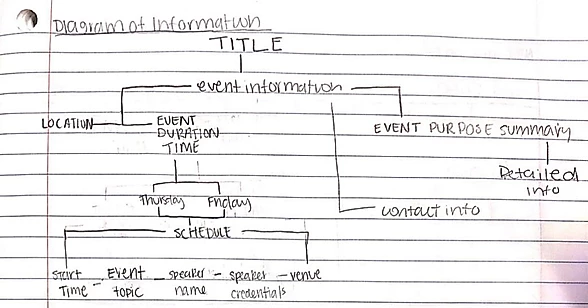 Diagram of Information
TITLE
event information
LOCATION
EVENT
DURATION
TIME
EVENT PURPOSE summary
Detailed
info
Thursday
Friday
contact info
SCHEDULE
Start
Time
Event
topic
speaker
name
speaker
credentials
venue